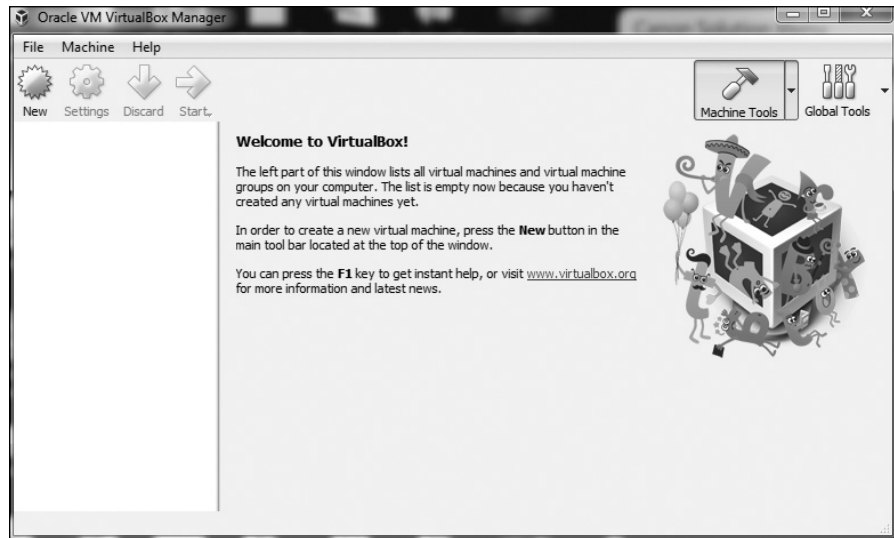 Oracle VM VirtualBox Manager
File Machine Help
New Settings Discard Start
Machine Tools Global Tools
Welcome to VirtualBox!
The left part of this window lists all virtual machines and virtual machine
groups on your computer. The list is empty now because you haven't
created any virtual machines yet.
In order to create a new virtual machine, press the New button in the
main tool bar located at the top of the window.
You can press the F1 key to get instant help, or visit www.virtualbox.org
for more information and latest news.